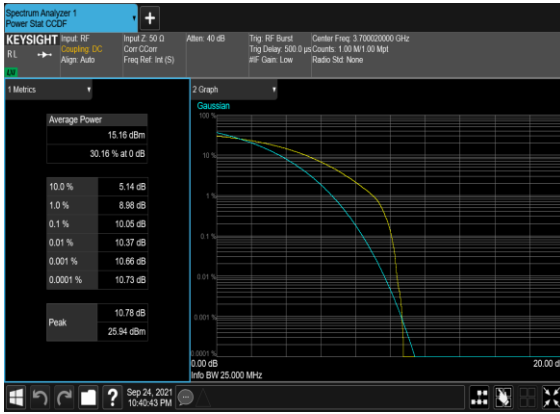 Spectrum Analyzer 1
Power Stat CCDF
KEYSIGHT
RL
Input: RF
Coupling: DC
Align: Auto
Input Z: 50 Ω
Corr CCorr
Freq Ref: Int (S)
Atten: 40 dB
Trig: RF Burst
Trig Delay: 500.0 µs
#IF Gain: Low
Center Freq: 3.700020000 GHz
Counts: 1.00 M/1.00 Mpt
Radio Std: None
1 Metrics
Average Power
15.16 dBm
30.16 % at 0 dB
10.0 % 5.14 dB
1.0 % 8.98 dB
0.1 % 10.05 dB
0.01 % 10.37 dB
0.001 % 10.66 dB
0.0001 % 10.73 dB
Peak
10.78 dB
25.94 dBm
2 Graph
Gaussian
100 %
10 %
1 %
0.1 %
0.01 %
0.001 %
0.0001 %
0.00 dB
20.00 d
Info BW 25.000 MHz
?
Sep 24, 2021
10:40:43 PM